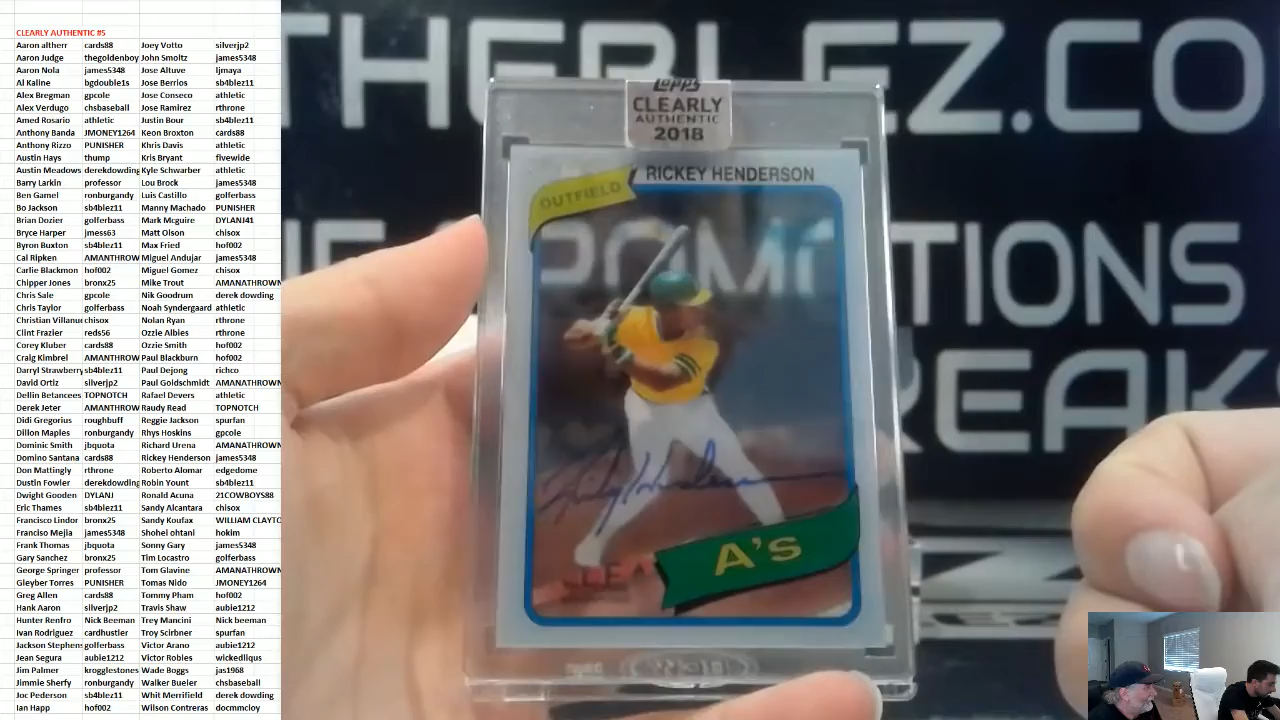 CLEARLY AUTHENTIC #5
Aaron altherr cards88 Joey Votto silverjp2
Aaron Judge thegoldenboy John Smoltz james5348
Aaron Nola james5348 Jose Altuve ljmaya
Al Kaline bgdouble1s Jose Berrios sb4blez11
Alex Bregman gpcole Jose Conseco athletic
Alex Verdugo chsbaseball Jose Ramirez rthrone
Amed Rosario athletic Justin Bour sb4blez11
Anthony Banda JMONEY1264 Keon Broxton cards88
Anthony Rizzo PUNISHER Khris Davis athletic
Austin Hays thump Kris Bryant fivewide
Austin Meadows derekdowding Kyle Schwarber athletic
Barry Larkin professor Lou Brock james5348
Ben Gamel ronburgandy Luis Castillo golferbass
Bo Jackson sb4blez11 Manny Machado PUNISHER
Brian Dozier golferbass Mark Mcguire DYLANJ41
Bryce Harper jmess63 Matt Olson chisox
Byron Buxton sb4blez11 Max Fried hof002
Cal Ripken AMANTHROW Miguel Andujar james5348
Carlie Blackmon hof002 Miguel Gomez chisox
Chipper Jones bronx25 Mike Trout AMANATHROWN
Chris Sale gpcole Nik Goodrum derek dowding
Chris Taylor golferbass Noah Syndergaard athletic
Christian Villanu chisox Nolan Ryan rthrone
Clint Frazier reds56 Ozzie Albies rthrone
Corey Kluber hof002 Ozzie Smith hof002
Craig Kimbrel AMANTHROW Paul Blackburn hof002
Darryl Strawberry sb4blez11 Paul Dejong richco
David Ortiz silverjp2 Paul Goldschmidt AMANATHROWN
Dellin Betancees TOPNOTCH Rafael Devers athletic
Derek Jeter AMANTHROW Raudy Read TOPNOTCH
Didi Gregorius roughbuff Reggie Jackson spurfan
Dillon Maples ronburgandy Rhys Hoskins gpcole
Dominic Smith jbquota Richard Urena AMANATHROWN
Domino Santana cards88 Rickey Henderson james5348
Don Mattingly rthrone Roberto Alomar edgedome
Dustin Fowler derekdowding Robin Yount sb4blez11
Dwight Gooden DYLANJ Ronald Acuna 21COWBOYS88
Eric Thames sb4blez11 Sandy Alcantara chisox
Francisco Lindor bronx25 Sandy Koufax WILLIAM CLAYTO
Franciso Mejia james5348 Shohei ohtani hokim
Frank Thomas jbquota Sonny Gary james5348
Gary Sanchez bronx25 Tim Locastro golferbass
George Springer professor Tom Glavine AMANATHROWN
Gleyber Torres PUNISHER Tomas Nido JMONEY1264
Greg Allen cards88 Tommy Pham hof002
Hank Aaron silverjp2 Travis Shaw aubie1212
Hunter Renfro Nick Beeman Trey Mancini Nick beeman
Ivan Rodriguez cardhustler Troy Scirbner spurfan
Jackson Stephens golferbass Victor Arano aubie1212
Jean Segura aubie1212 Victor Robles wickedliqus
Jim Palmer krogglestones Wade Boggs jas1968
Jimmie Sherfy ronburgandy Walker Bueler chsbaseball
Joc Pederson sb4blez11 Whit Merrifield derek dowding
Ian Happ hof002 Wilson Contreras docmmcloy
THEBLEZ.CO
TIONS
REAK
Topps
CLEARLY
AUTHENTIC
2018
OUTFIELD
RICKEY HENDERSON
A's